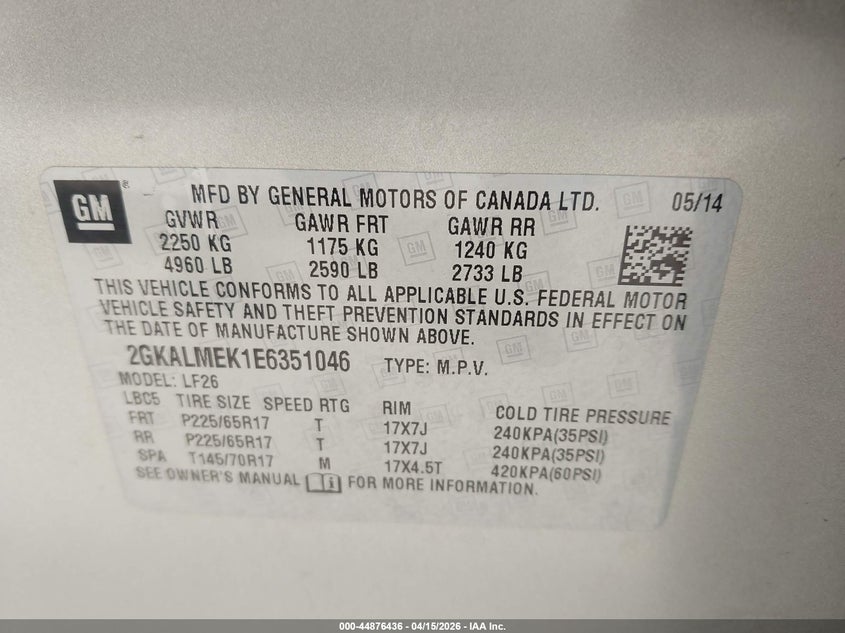 GM
MFD BY GENERAL MOTORS OF CANADA LTD. 05/14
GVWR GAWR FRT GAWR RR
2250 KG 1175 KG 1240 KG
4960 LB 2590 LB 2733 LB
THIS VEHICLE CONFORMS TO ALL APPLICABLE U.S. FEDERAL MOTOR
VEHICLE SAFETY AND THEFT PREVENTION STANDARDS IN EFFECT ON
THE DATE OF MANUFACTURE SHOWN ABOVE.
2GKALMEK1E6351046 TYPE: M.P.V.
MODEL: LF26
LBC5 TIRE SIZE SPEED RTG RIM COLD TIRE PRESSURE
FRT P225/65R17 T 17X7J 240KPA(35PSI)
RR P225/65R17 T 17X7J 240KPA(35PSI)
SPA T145/70R17 M 17X4.5T 420KPA(60PSI)
SEE OWNER'S MANUAL FOR MORE INFORMATION.
000-44876436 - 04/15/2026 - IAA Inc.